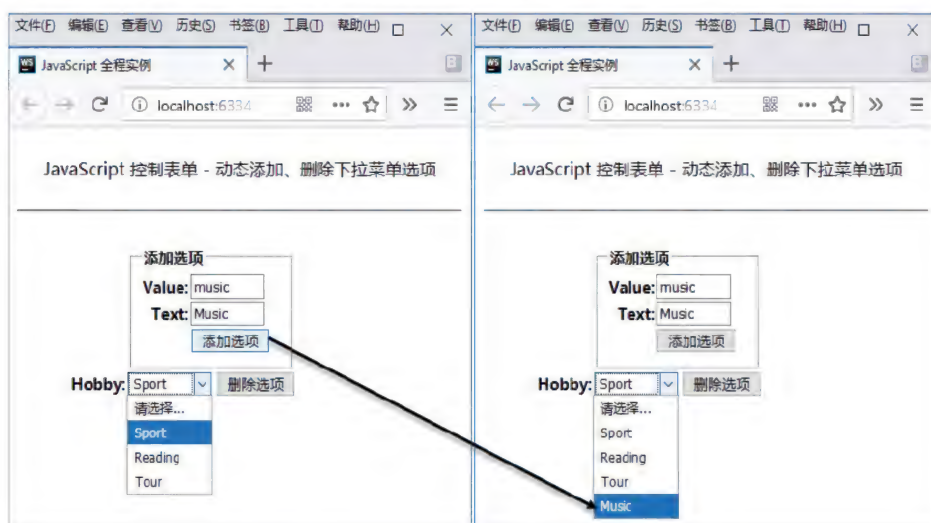 文件(F) 编辑(E) 查看(V) 历史(S) 书签(B) 工具(T) 帮助(H)
JavaScript 全程实例
localhost:6334
JavaScript 控制表单 - 动态添加、删除下拉菜单选项
添加选项
Value: music
Text: Music
添加选项
Hobby: Sport 删除选项
请选择...
Sport
Reading
Tour
文件(F) 编辑(E) 查看(V) 历史(S) 书签(B) 工具(T) 帮助(H)
JavaScript 全程实例
localhost:6334
JavaScript 控制表单 - 动态添加、删除下拉菜单选项
添加选项
Value: music
Text: Music
添加选项
Hobby: Sport 删除选项
请选择...
Sport
Reading
Tour
Music